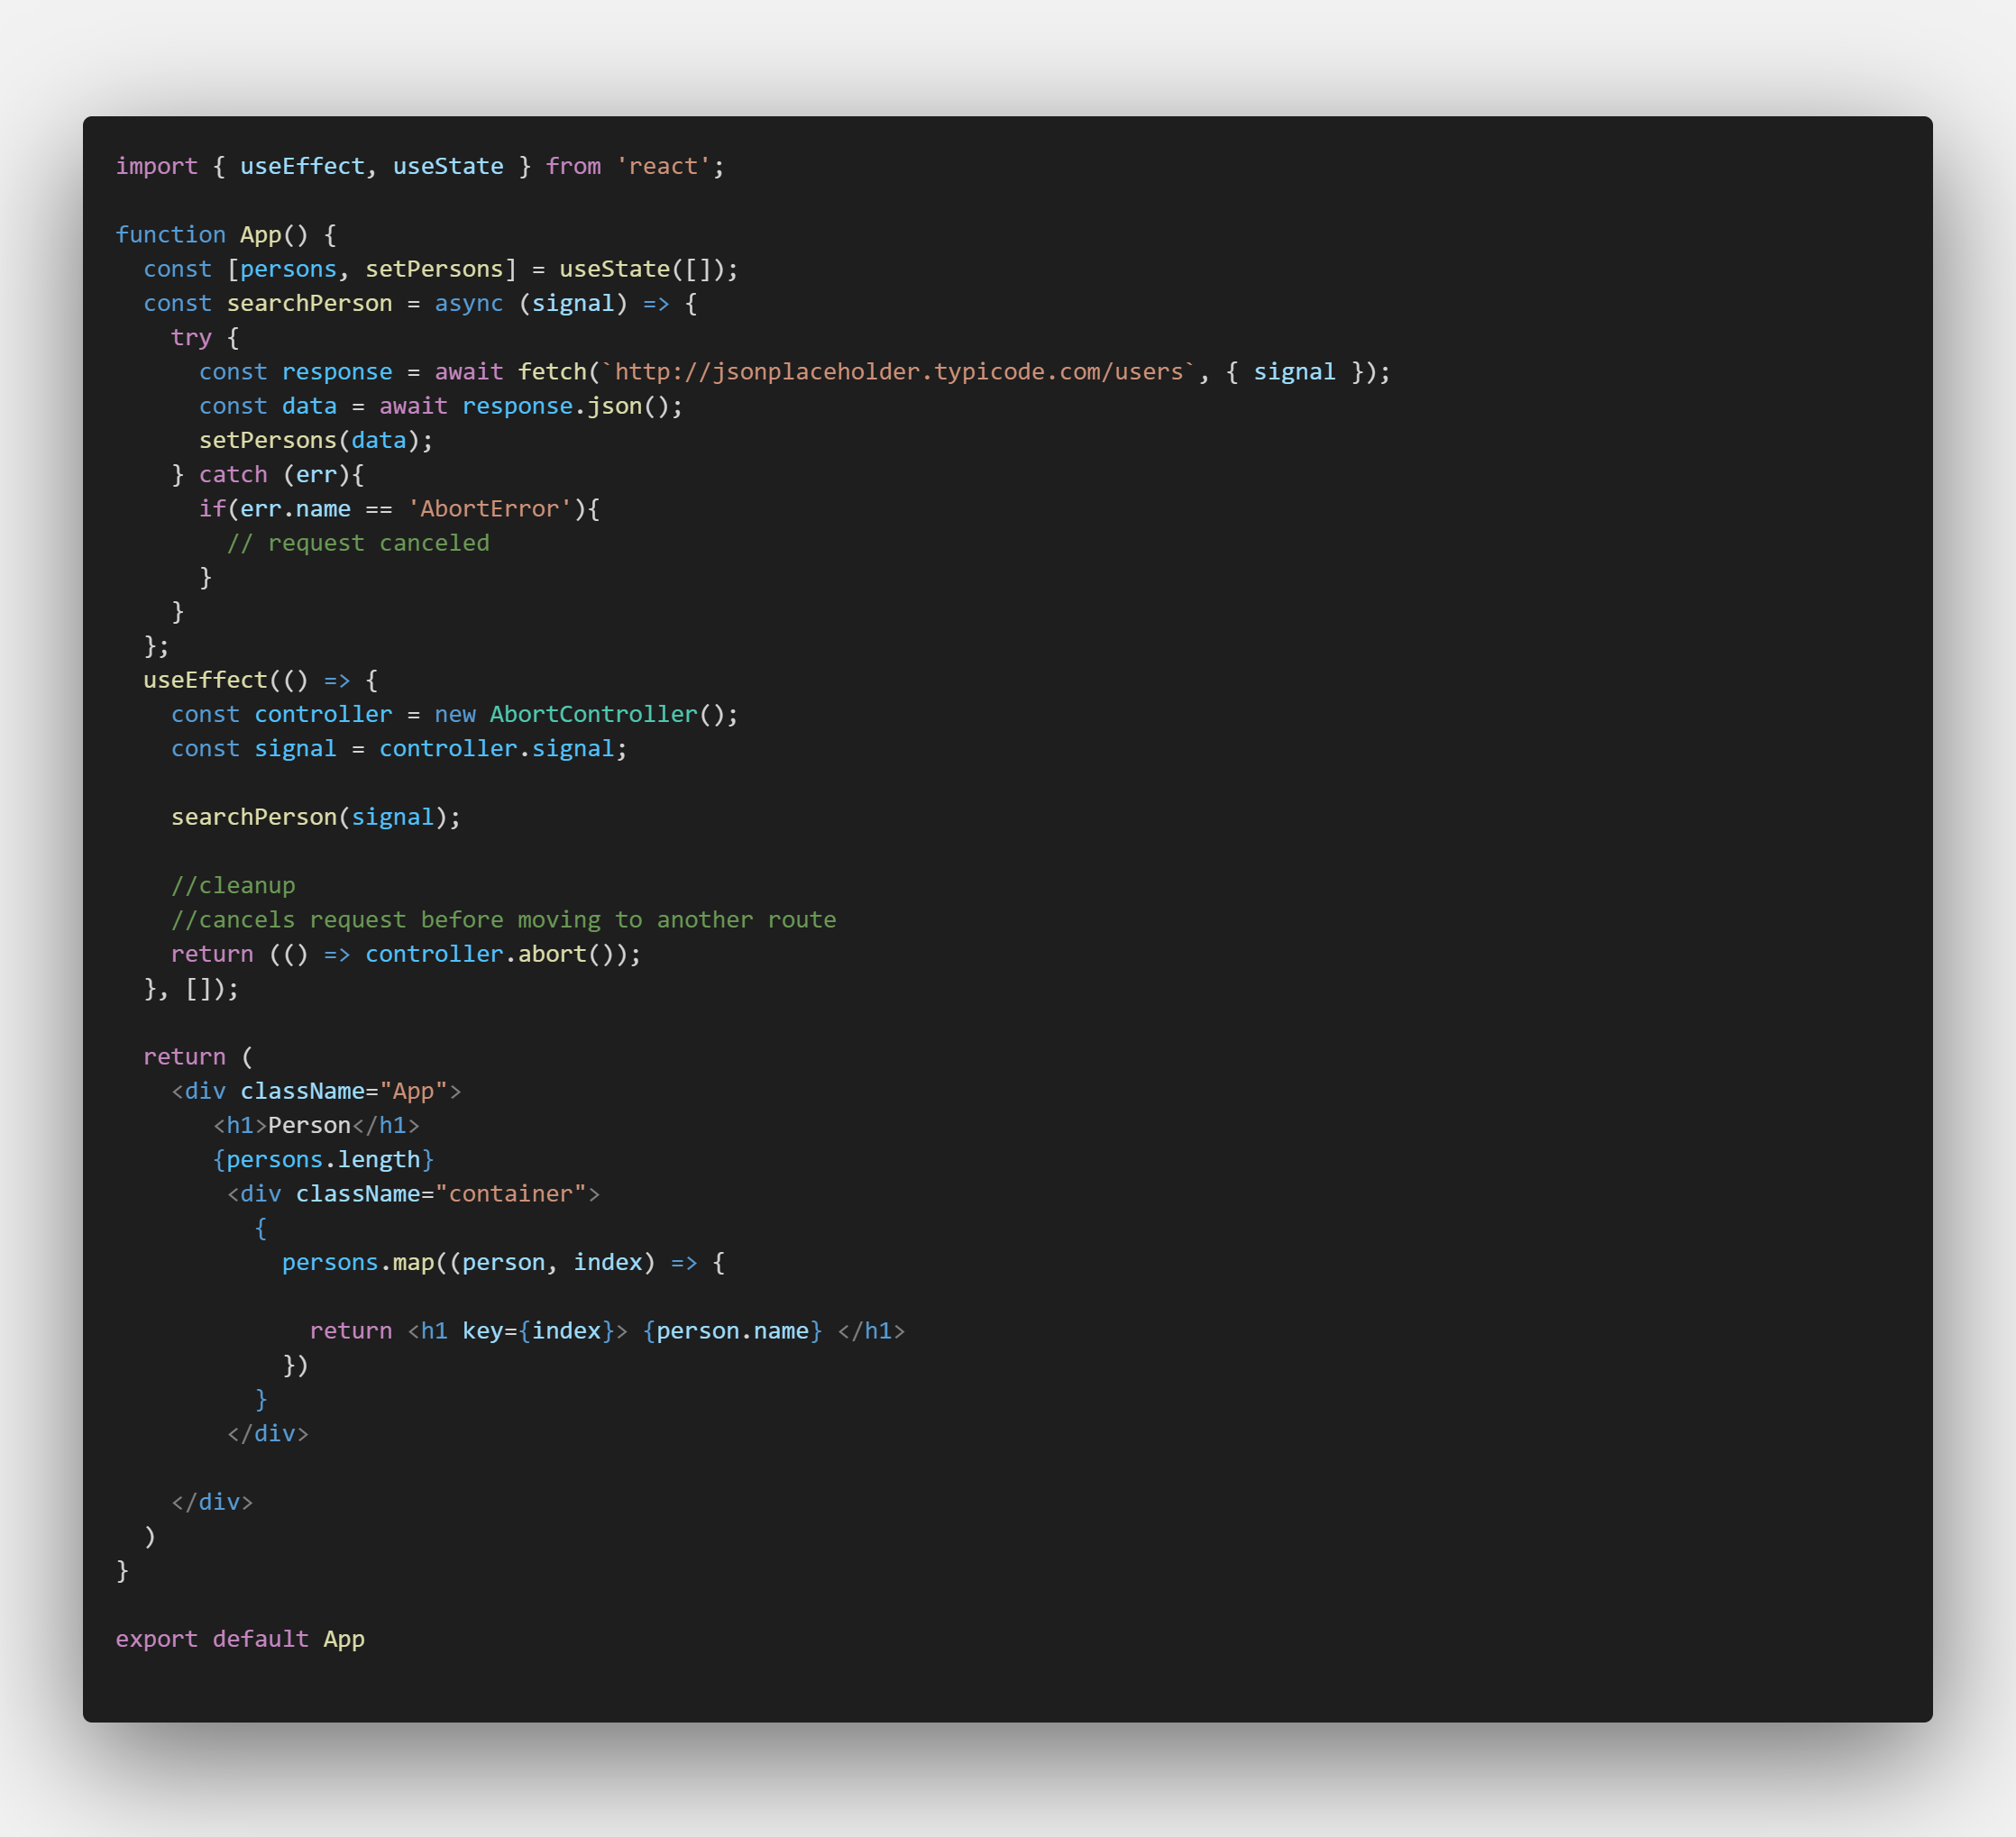 import { useEffect, useState } from 'react';

function App() {
  const [persons, setPersons] = useState([]);
  const searchPerson = async (signal) => {
    try {
      const response = await fetch(`http://jsonplaceholder.typicode.com/users`, { signal });
      const data = await response.json();
      setPersons(data);
    } catch (err){
      if(err.name == 'AbortError'){
        // request canceled
      }
    }
  };
  useEffect(() => {
    const controller = new AbortController();
    const signal = controller.signal;

    searchPerson(signal);

    //cleanup
    //cancels request before moving to another route
    return (() => controller.abort());
  }, []);

  return (
    <div className="App">
       <h1>Person</h1>
       {persons.length}
        <div className="container">
          {
            persons.map((person, index) => {

              return <h1 key={index}> {person.name} </h1>
            })
          }
        </div>

    </div>
  )
}

export default App